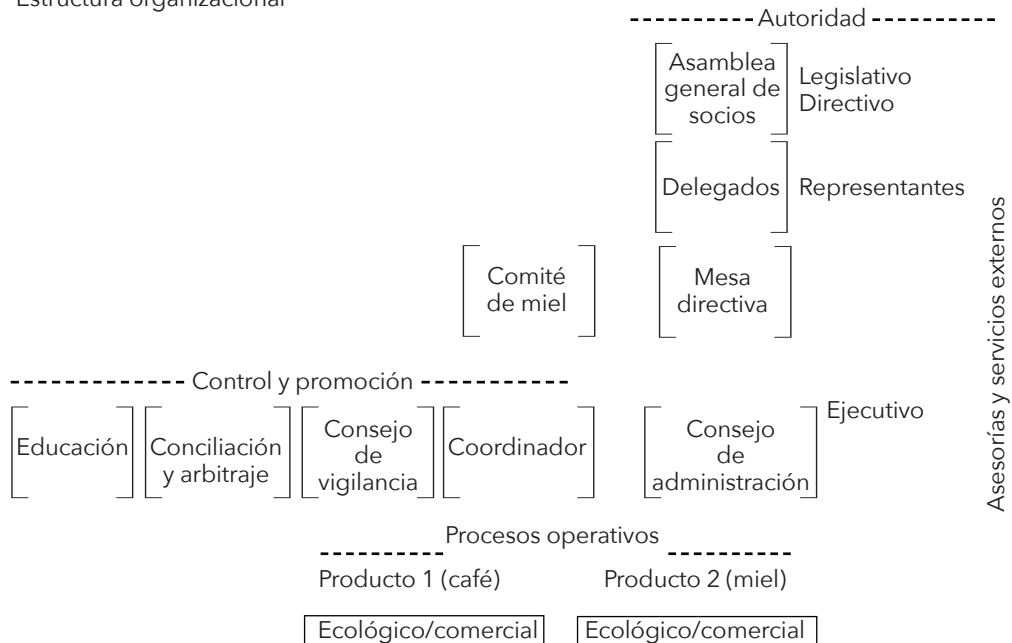 Estructura organizacional
Autoridad
Asamblea
general de
socios
Legislativo
Directivo
Delegados
Representantes
Comité
de miel
Mesa
directiva
Asesorías y servicios externos
Control y promoción
Educación
Conciliación
y arbitraje
Consejo
de
vigilancia
Coordinador
Consejo
de
administración
Ejecutivo
Procesos operativos
Producto 1 (café)
Producto 2 (miel)
Ecológico/comercial
Ecológico/comercial